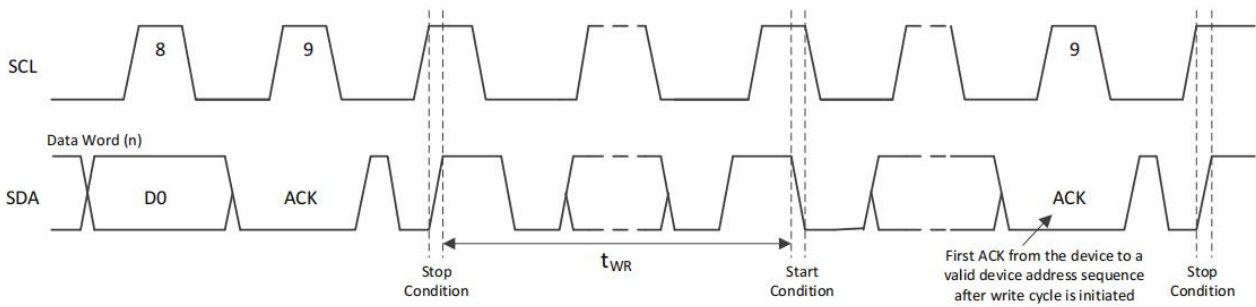 SCL
8
9
9
Data Word (n)
SDA
D0
ACK
ACK
tWR
Stop
Condition
Start
Condition
First ACK from the device to a
valid device address sequence
after write cycle is initiated
Stop
Condition